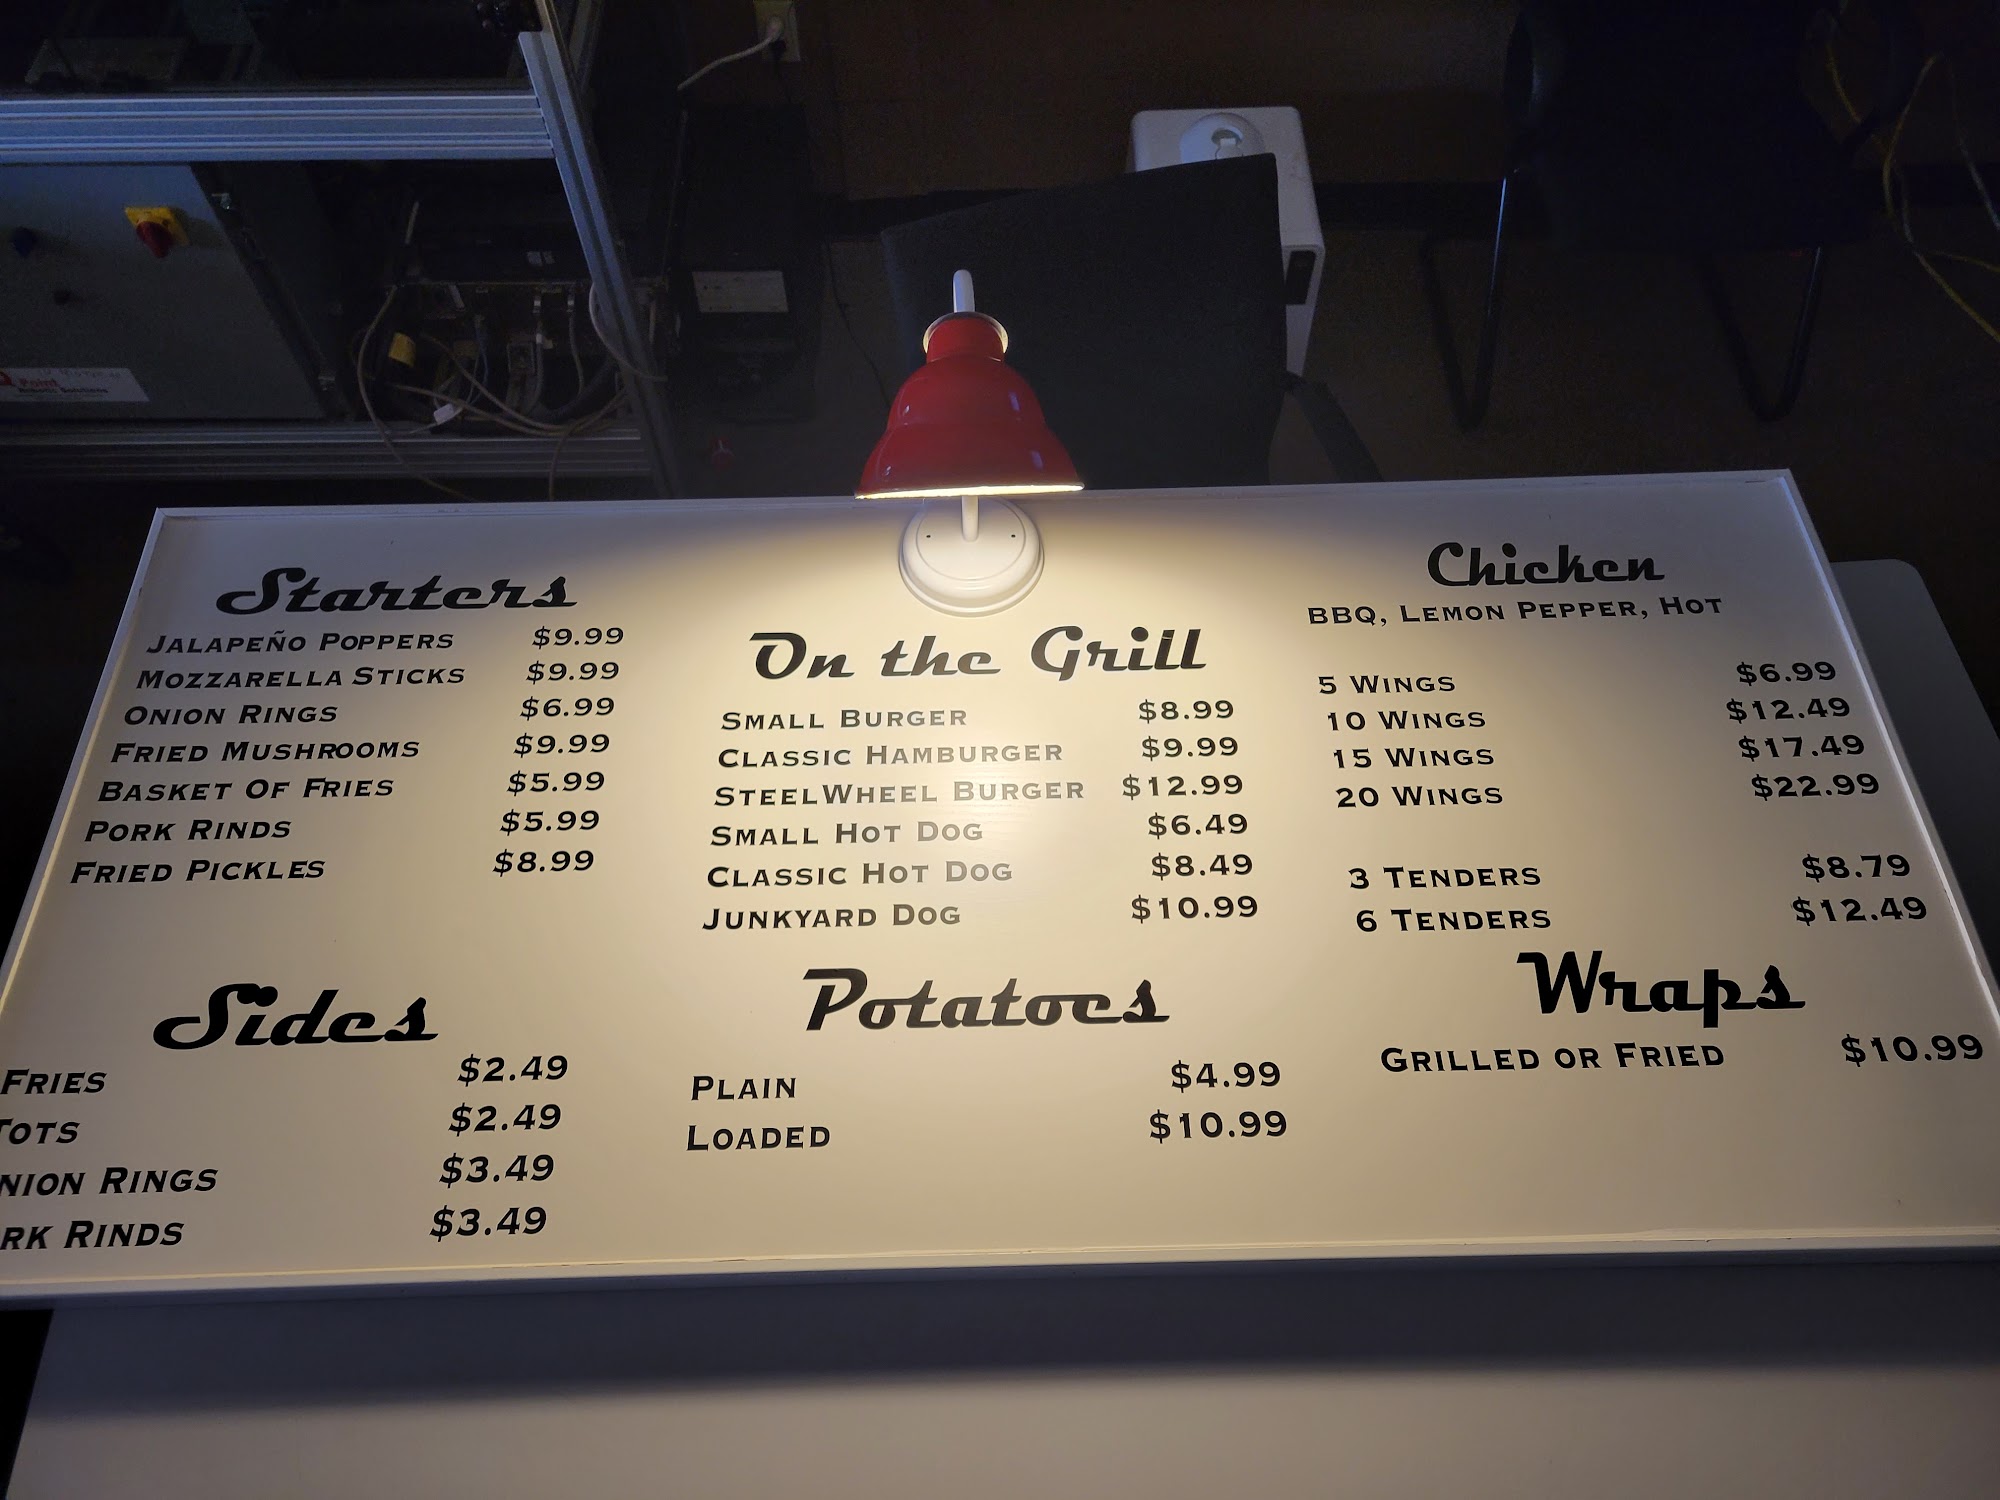 Starters
Jalapeño Poppers $9.99
Mozzarella Sticks $9.99
Onion Rings $6.99
Fried Mushrooms $9.99
Basket Of Fries $5.99
Pork Rinds $5.99
Fried Pickles $8.99
Sides
Fries $2.49
Tots $2.49
nion Rings $3.49
rk Rinds $3.49
On the Grill
Small Burger $8.99
Classic Hamburger $9.99
SteelWheel Burger $12.99
Small Hot Dog $6.49
Classic Hot Dog $8.49
Junkyard Dog $10.99
Potatoes
Plain $4.99
Loaded $10.99
Chicken
BBQ, Lemon Pepper, Hot
5 Wings $6.99
10 Wings $12.49
15 Wings $17.49
20 Wings $22.99
3 Tenders $8.79
6 Tenders $12.49
Wraps
Grilled or Fried $10.99
Point